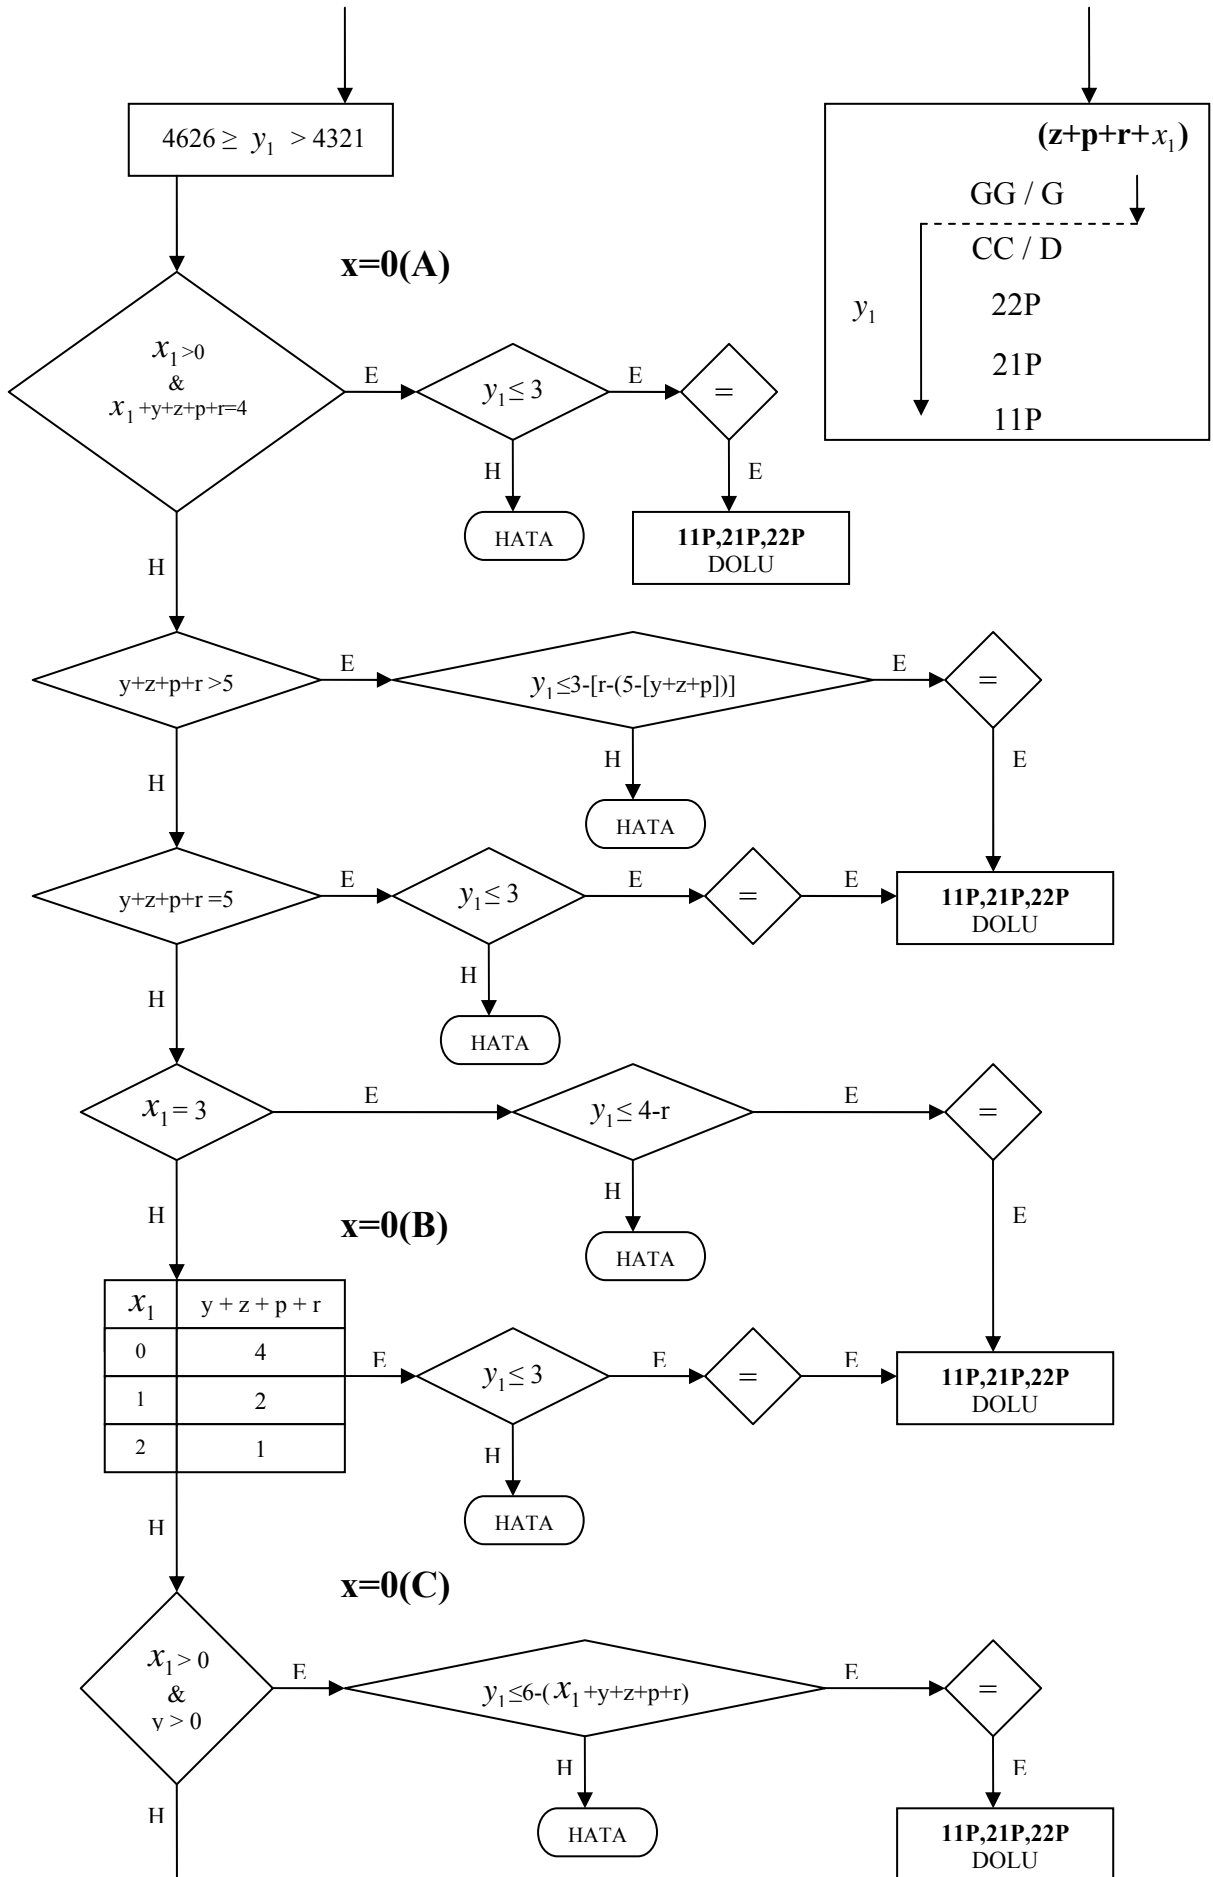 4626 ≥ y₁ > 4321
(z+p+r+x₁)
GG / G
CC / D
22P
21P
11P
y₁
x=0(A)
x₁>0
&
x₁+y+z+p+r=4
E
y₁≤ 3
E
=
H
E
HATA
11P,21P,22P
DOLU
H
y+z+p+r >5
E
y₁≤3-[r-(5-[y+z+p])]
E
=
H
E
HATA
H
y+z+p+r =5
E
y₁≤ 3
E
=
E
11P,21P,22P
DOLU
H
HATA
H
x₁= 3
E
y₁≤ 4-r
E
=
H
E
HATA
H
x=0(B)
x₁ y + z + p + r
0 4
1 2
2 1
E
y₁≤ 3
E
=
E
11P,21P,22P
DOLU
H
HATA
H
x=0(C)
x₁> 0
&
y > 0
E
y₁≤6-( x₁+y+z+p+r)
E
=
H
E
HATA
11P,21P,22P
DOLU
H